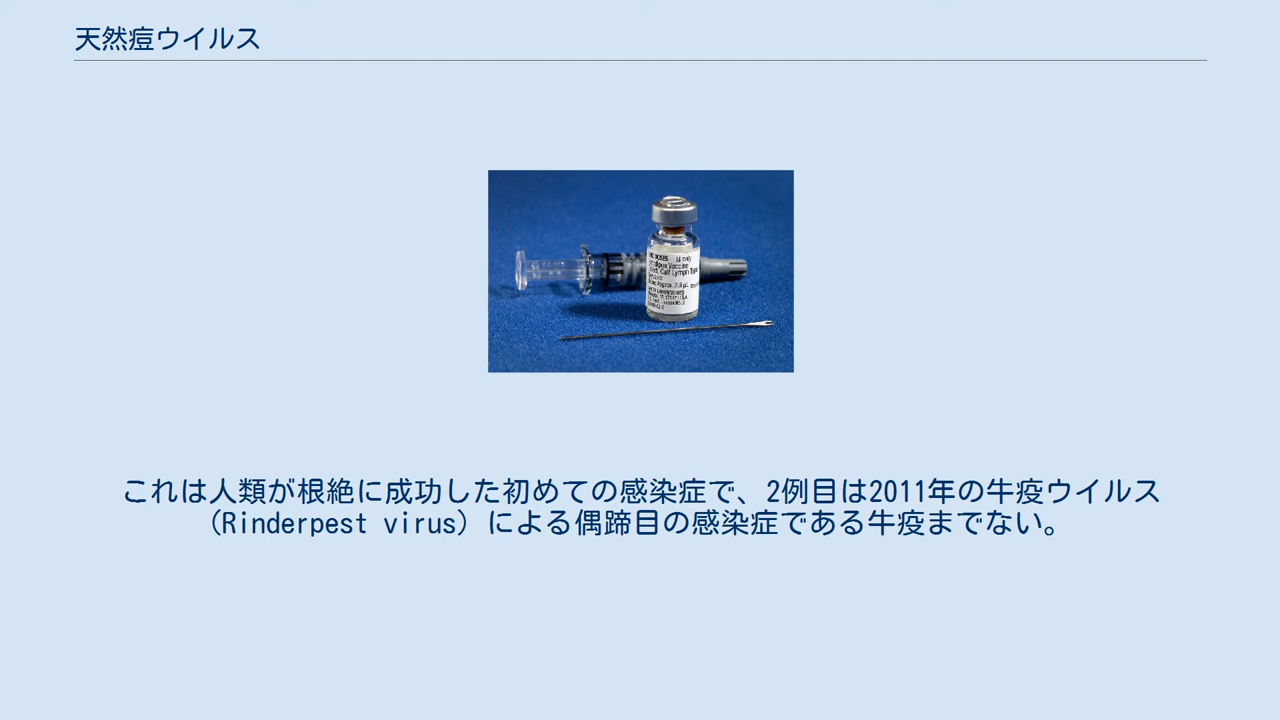 天然痘ウイルス
Smallpox Vaccine
これは人類が根絶に成功した初めての感染症で、2例目は2011年の牛疫ウイルス
(Rinderpest virus) による偶蹄目の感染症である牛疫までない。